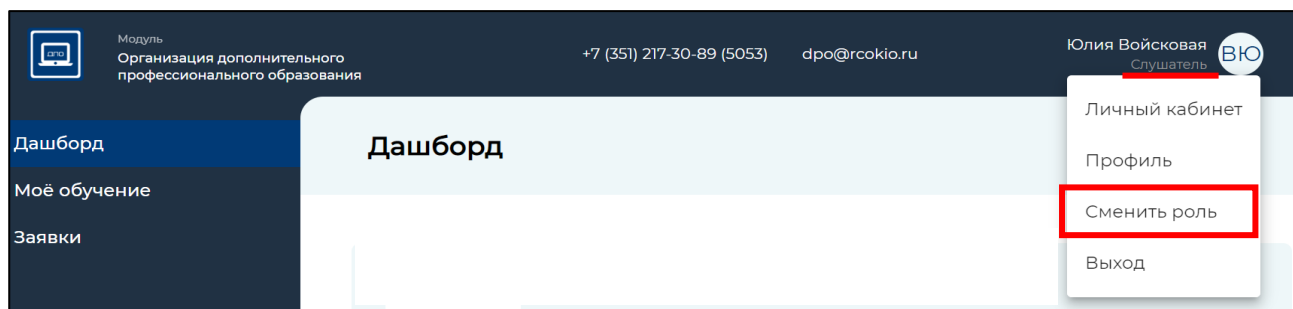 дпо
Модуль
Организация дополнительного
профессионального образования
+7 (351) 217-30-89 (5053)
dpo@rcokio.ru
Юлия Войсковая
Слушатель
ВЮ
Личный кабинет
Профиль
Сменить роль
Выход
Дашборд
Моё обучение
Заявки
Дашборд